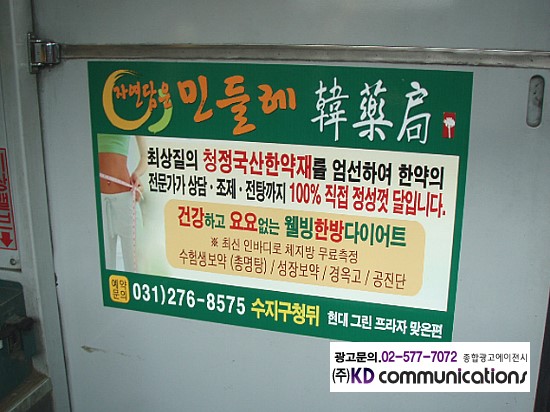 자연담은 민들레 韓藥局
최상질의 청정국산한약재를 엄선하여 한약의
전문가가 상담·조제·전탕까지 100% 직접 정성껏 달입니다.
건강하고 요요없는 웰빙한방다이어트
※ 최신 인바디로 체지방 무료측정
수험생보약 (총명탕) / 성장보약 / 경옥고 / 공진단
예약문의 031)276-8575 수지구청뒤 현대 그린 프라자 맞은편
광고문의.02-577-7072 종합광고에이전시
(주)KD communications